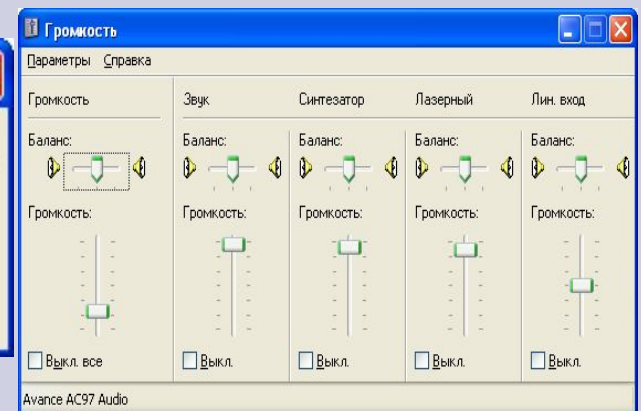 Громкость
Параметры Справка
Громкость Звук Синтезатор Лазерный Лин. вход
Баланс: Баланс: Баланс: Баланс: Баланс:
Громкость: Громкость: Громкость: Громкость: Громкость:
Выкл. все Выкл. Выкл. Выкл. Выкл.
Avance AC97 Audio